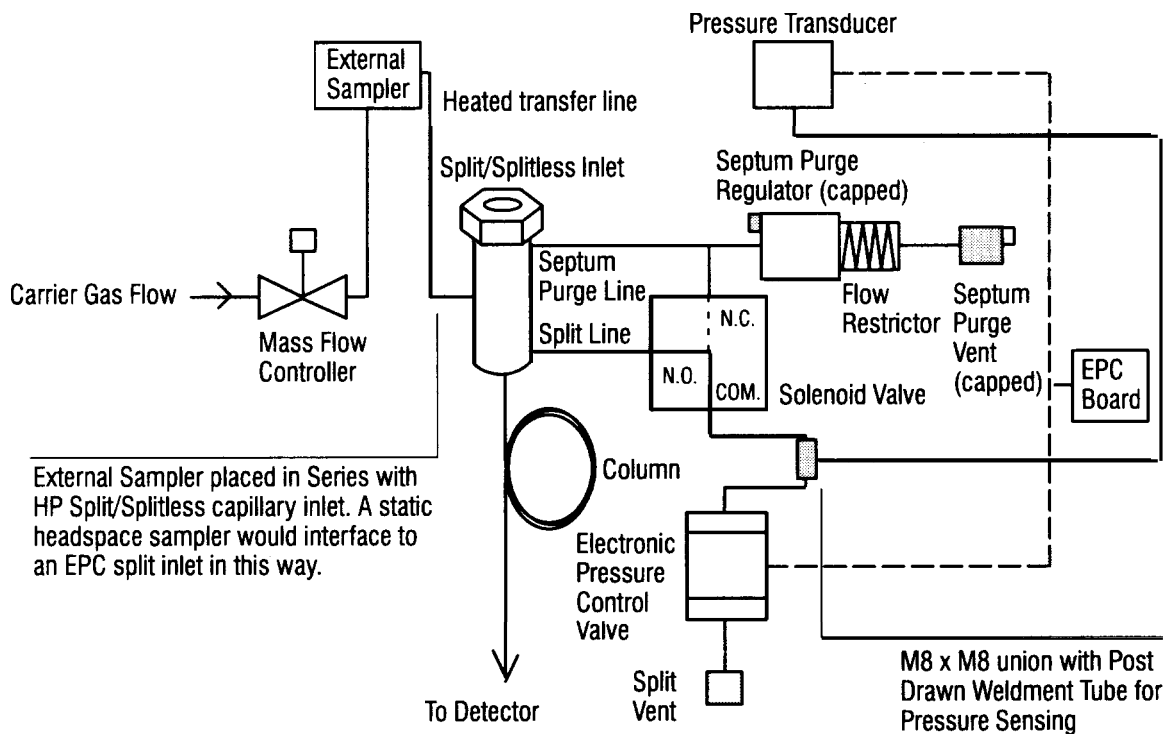 Pressure Transducer
External
Sampler
Heated transfer line
Split/Splitless Inlet
Septum Purge
Regulator (capped)
Carrier Gas Flow
Mass Flow
Controller
Septum
Purge Line
Split Line
N.C.
N.O.
COM.
Solenoid Valve
Flow
Restrictor
Septum
Purge
Vent
(capped)
EPC
Board
External Sampler placed in Series with
HP Split/Splitless capillary inlet. A static
headspace sampler would interface to
an EPC split inlet in this way.
Column
Electronic
Pressure
Control
Valve
Split
Vent
To Detector
M8 x M8 union with Post
Drawn Weldment Tube for
Pressure Sensing